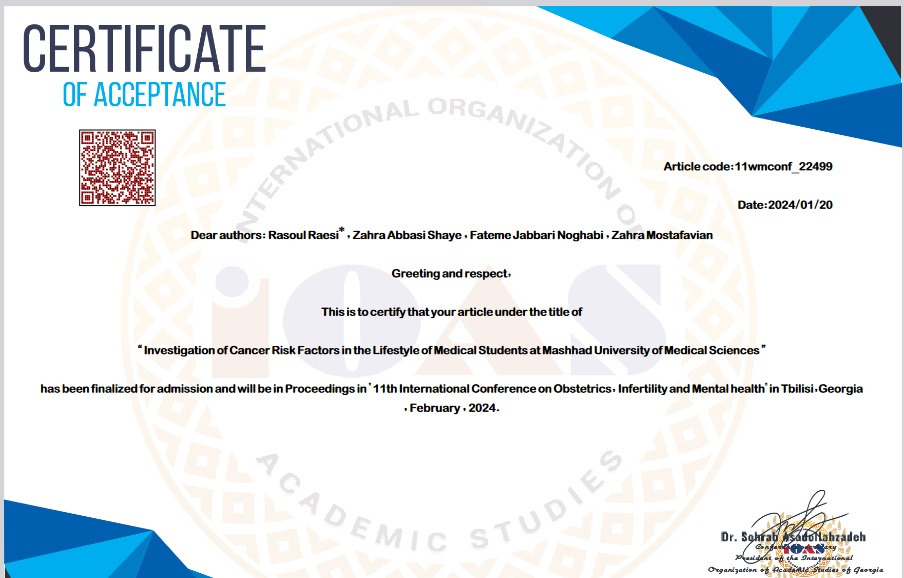 CERTIFICATE
OF ACCEPTANCE
INTERNATIONAL ORGANIZATION OF
Article code:11wmconf_22499
Date:2024/01/20
Dear authors: Rasoul Raesi* , Zahra Abbasi Shaye , Fateme Jabbari Noghabi , Zahra Mostafavian
Greeting and respect,
iOAS
This is to certify that your article under the title of
“ Investigation of Cancer Risk Factors in the Lifestyle of Medical Students at Mashhad University of Medical Sciences ”
has been finalized for admission and will be in Proceedings in ' 11th International Conference on Obstetrics, Infertility and Mental health' in Tbilisi, Georgia
, February , 2024.
ACADEMIC STUDIES
Dr. Sohrab Asadollahzadeh
Conference
IOAS
President of the International
Organization of Academic Studies of Georgia